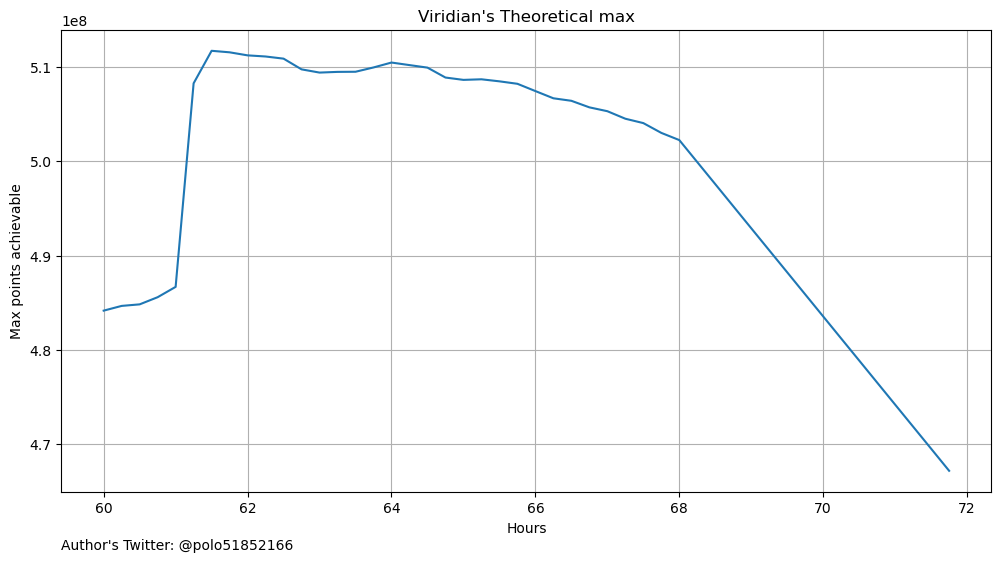 Viridian's Theoretical max
1e8
5.1
5.0
4.9
4.8
4.7
Max points achievable
60 62 64 66 68 70 72
Hours
Author's Twitter: @polo51852166